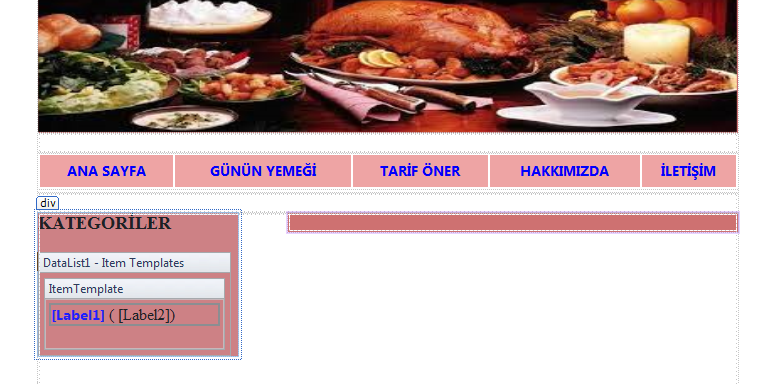 ANA SAYFA GÜNÜN YEMEĞİ TARİF ÖNER HAKKIMIZDA İLETİŞİM
div
KATEGORİLER
DataList1 - Item Templates
ItemTemplate
[Label1] ( [Label2])